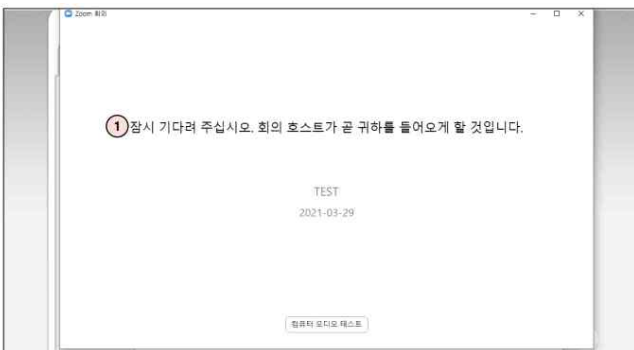 Zoom 회의
1 잠시 기다려 주십시오. 회의 호스트가 곧 귀하를 들어오게 할 것입니다.
TEST
2021-03-29
컴퓨터 오디오 테스트